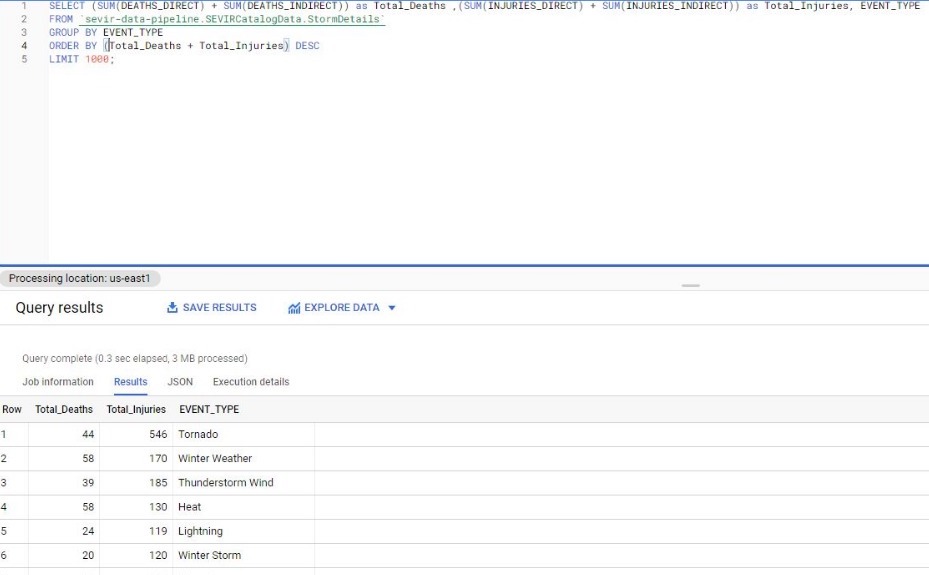 1 SELECT (SUM(DEATHS_DIRECT) + SUM(DEATHS_INDIRECT)) as Total_Deaths ,(SUM(INJURIES_DIRECT) + SUM(INJURIES_INDIRECT)) as Total_Injuries, EVENT_TYPE
2 FROM `sevir-data-pipeline.SEVIRCatalogData.StormDetails`
3 GROUP BY EVENT_TYPE
4 ORDER BY (Total_Deaths + Total_Injuries) DESC
5 LIMIT 1000;
Processing location: us-east1
Query results SAVE RESULTS EXPLORE DATA
Query complete (0.3 sec elapsed, 3 MB processed)
Job information Results JSON Execution details
Row Total_Deaths Total_Injuries EVENT_TYPE
1 44 546 Tornado
2 58 170 Winter Weather
3 39 185 Thunderstorm Wind
4 58 130 Heat
5 24 119 Lightning
6 20 120 Winter Storm